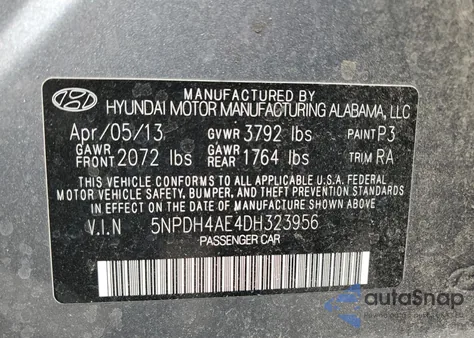 MANUFACTURED BY
HYUNDAI MOTOR MANUFACTURING ALABAMA, LLC
Apr/05/13 GVWR 3792 lbs PAINT P3
GAWR FRONT 2072 lbs GAWR REAR 1764 lbs TRIM RA
THIS VEHICLE CONFORMS TO ALL APPLICABLE U.S.A. FEDERAL
MOTOR VEHICLE SAFETY, BUMPER, AND THEFT PREVENTION STANDARDS
IN EFFECT ON THE DATE OF MANUFACTURE SHOWN ABOVE.
V.I.N 5NPDH4AE4DH323956
PASSENGER CAR
autoSnap